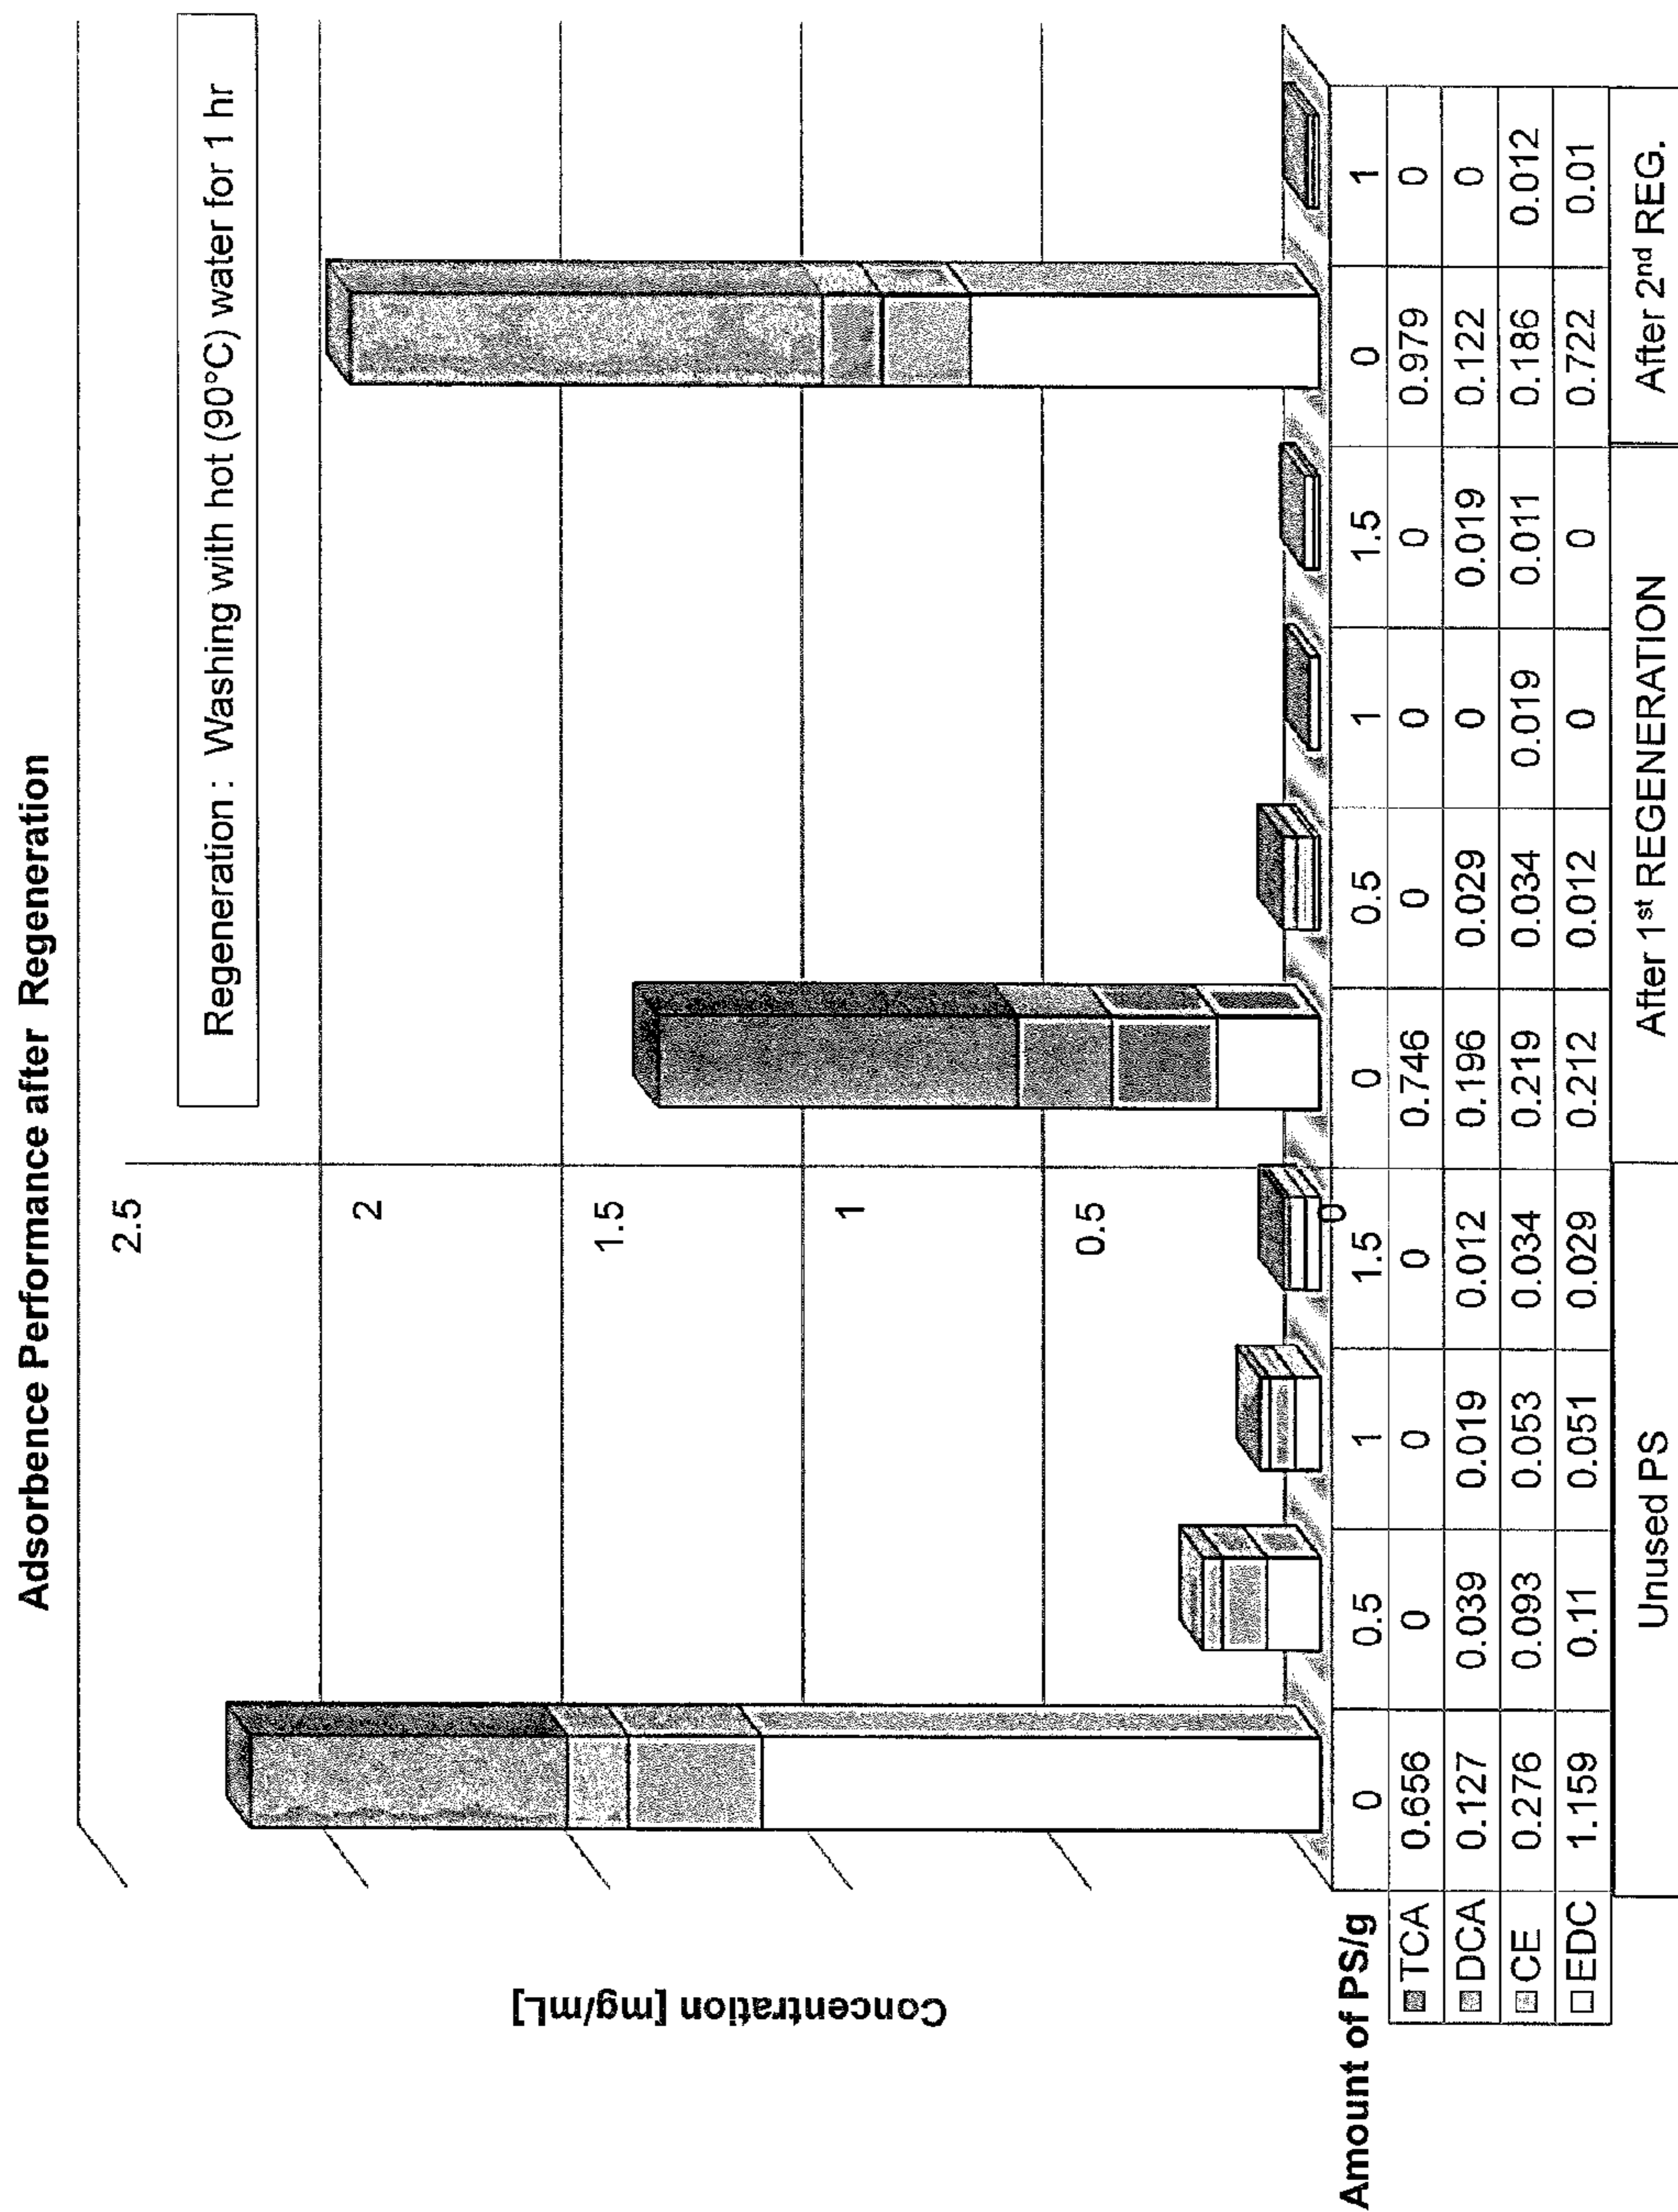 Adsorbence Performance after Regeneration
Regeneration : Washing with hot (90°C) water for 1 hr
Concentration [mg/mL]
2.5
2
1.5
1
0.5
0
Amount of PS/g 0 0.5 1 1.5 0 0.5 1 1.5 0 1
TCA 0.656 0 0 0 0.746 0 0 0 0.979 0
DCA 0.127 0.039 0.019 0.012 0.196 0.029 0 0.019 0.122 0
CE 0.276 0.093 0.053 0.034 0.219 0.034 0.019 0.011 0.186 0.012
EDC 1.159 0.11 0.051 0.029 0.212 0.012 0 0 0.722 0.01
Unused PS After 1st REGENERATION After 2nd REG.